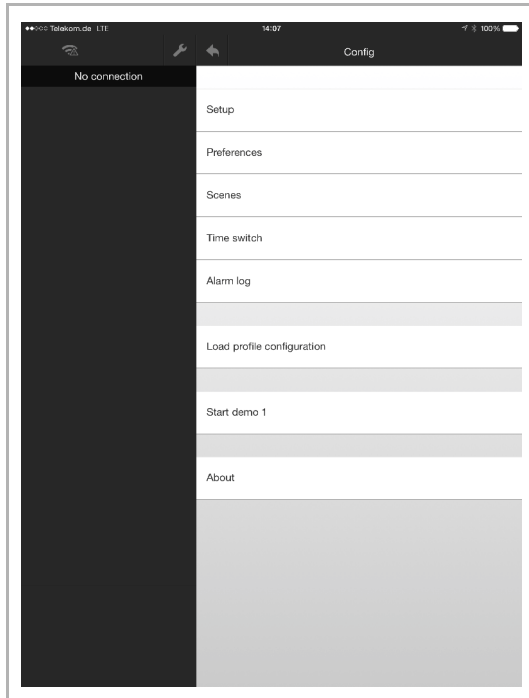 Telekom.de LTE 14:07 100%
Config
No connection
Setup
Preferences
Scenes
Time switch
Alarm log
Load profile configuration
Start demo 1
About